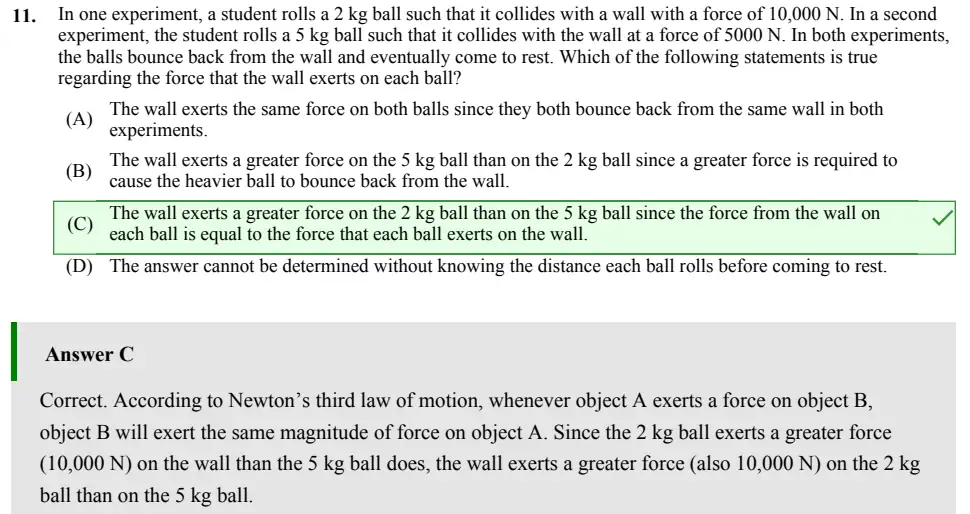 11. In one experiment, a student rolls a 2 kg ball such that it collides with a wall with a force of 10,000 N. In a second
experiment, the student rolls a 5 kg ball such that it collides with the wall at a force of 5000 N. In both experiments,
the balls bounce back from the wall and eventually come to rest. Which of the following statements is true
regarding the force that the wall exerts on each ball?
(A) The wall exerts the same force on both balls since they both bounce back from the same wall in both
experiments.
(B) The wall exerts a greater force on the 5 kg ball than on the 2 kg ball since a greater force is required to
cause the heavier ball to bounce back from the wall.
(C) The wall exerts a greater force on the 2 kg ball than on the 5 kg ball since the force from the wall on
each ball is equal to the force that each ball exerts on the wall.
(D) The answer cannot be determined without knowing the distance each ball rolls before coming to rest.
Answer C
Correct. According to Newton’s third law of motion, whenever object A exerts a force on object B,
object B will exert the same magnitude of force on object A. Since the 2 kg ball exerts a greater force
(10,000 N) on the wall than the 5 kg ball does, the wall exerts a greater force (also 10,000 N) on the 2 kg
ball than on the 5 kg ball.